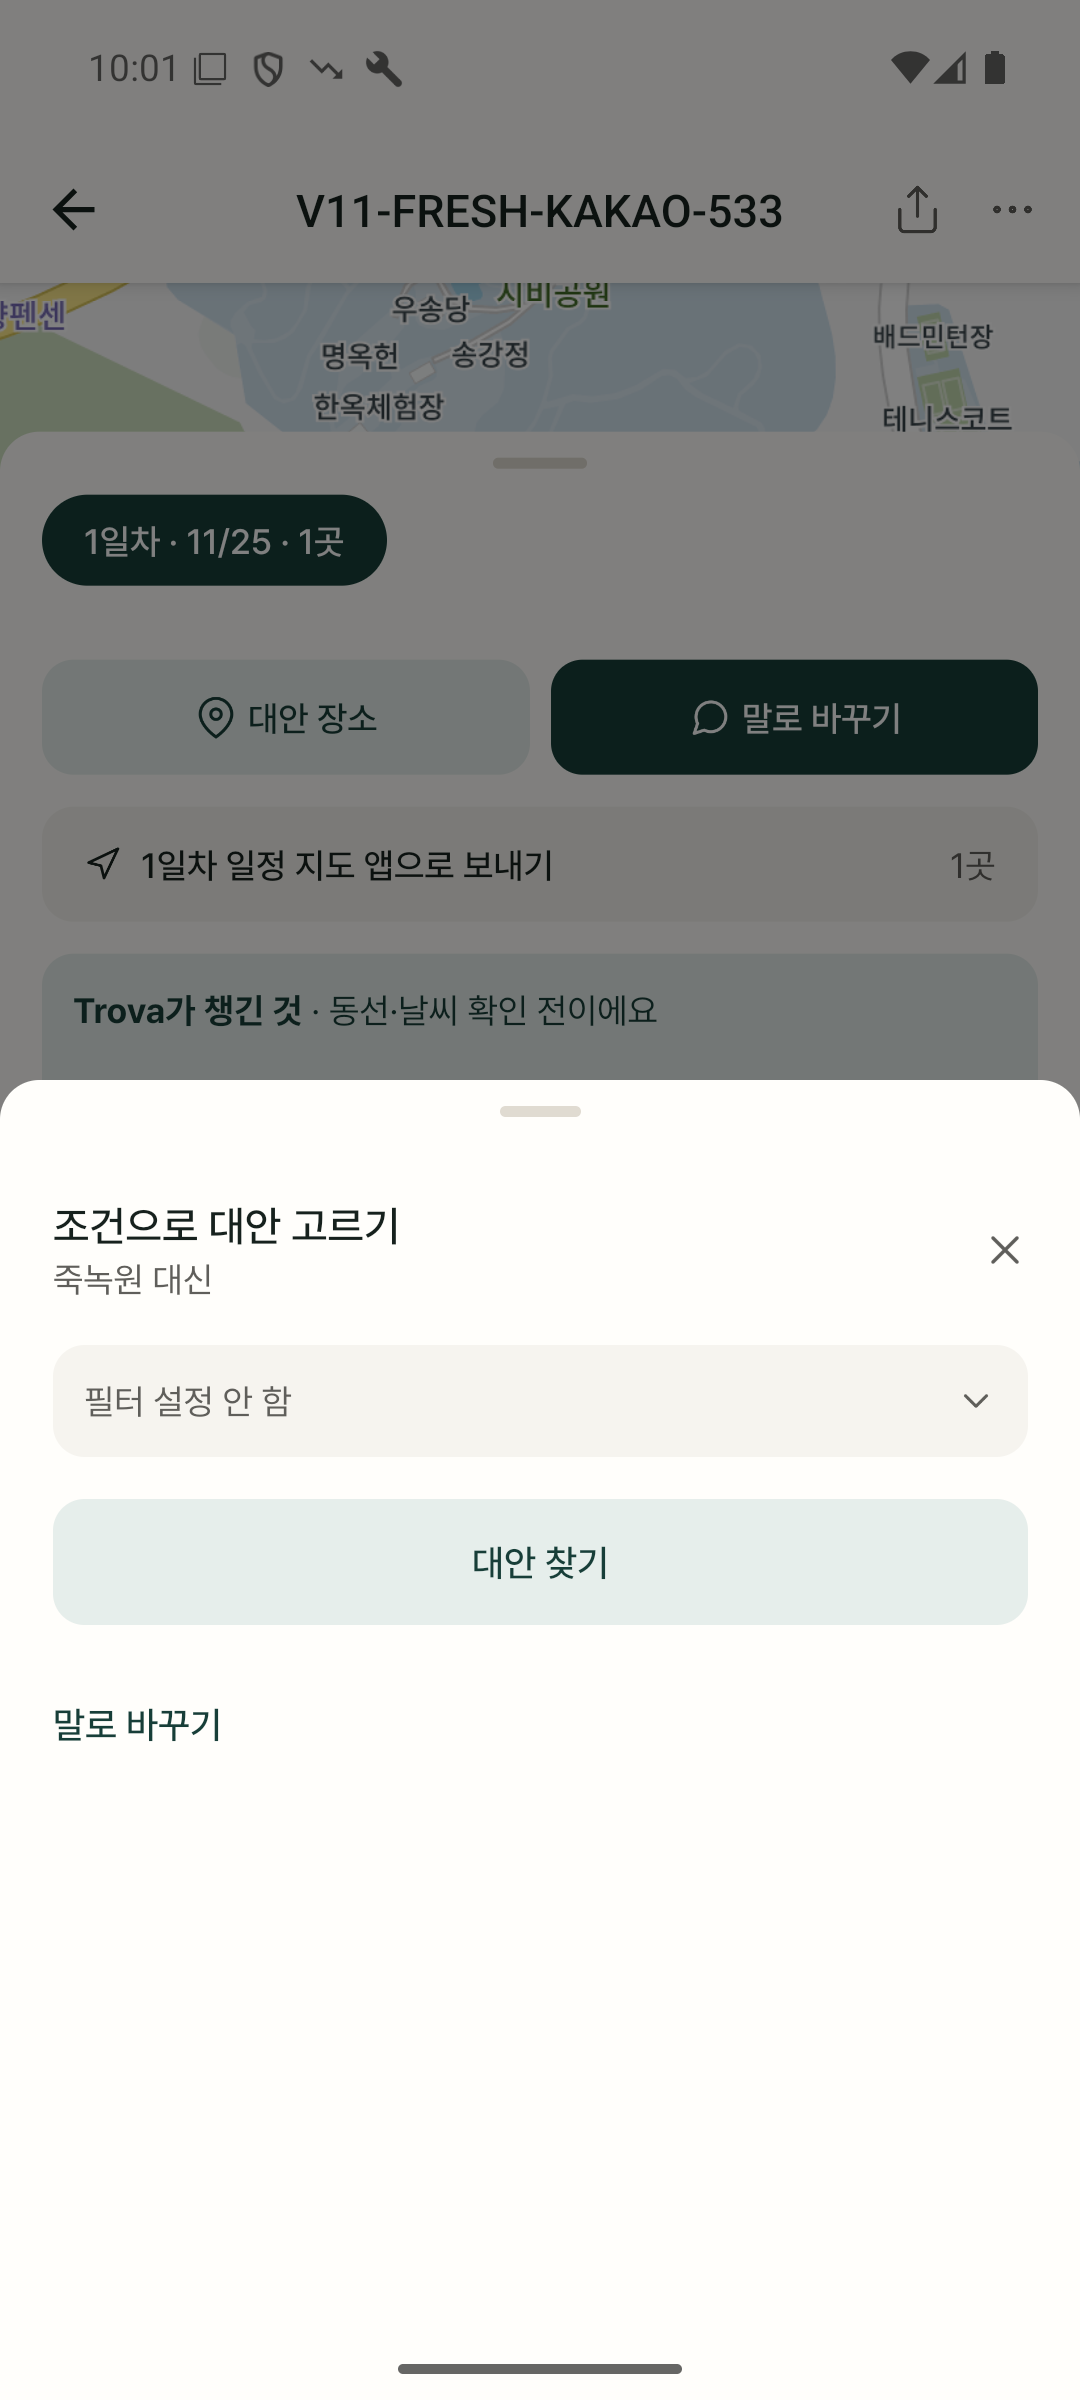 10:01
V11-FRESH-KAKAO-533
시비공원
우송당
명옥헌
송강정
한옥체험장
배드민턴장
테니스코트
1일차 · 11/25 · 1곳
대안 장소
말로 바꾸기
1일차 일정 지도 앱으로 보내기
1곳
Trova가 챙긴 것 · 동선·날씨 확인 전이에요
조건으로 대안 고르기
죽녹원 대신
필터 설정 안 함
대안 찾기
말로 바꾸기